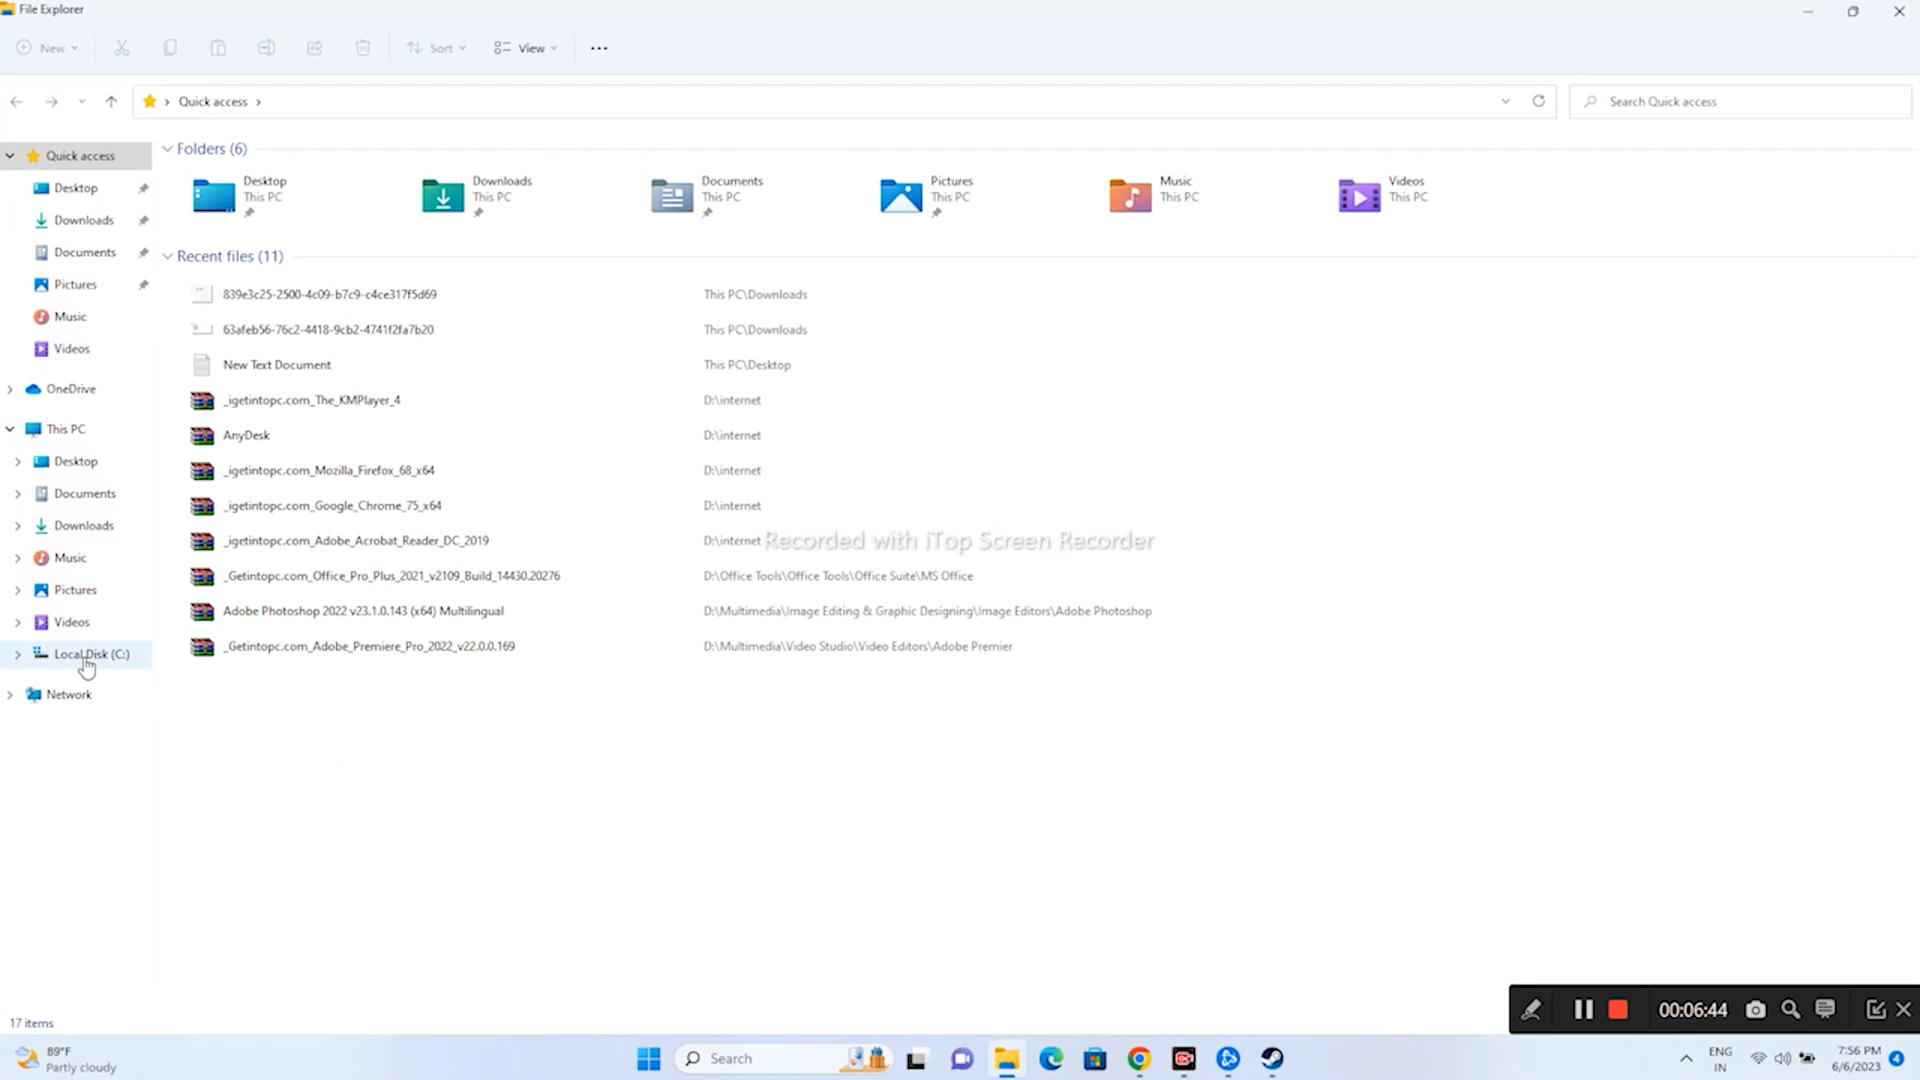 File Explorer
New
Sort
View
Quick access
Search Quick access
Quick access
Desktop
Downloads
Documents
Pictures
Music
Videos
OneDrive
This PC
Desktop
Documents
Downloads
Music
Pictures
Videos
Local Disk (C:)
Network
Folders (6)
Desktop
This PC
Downloads
This PC
Documents
This PC
Pictures
This PC
Music
This PC
Videos
This PC
Recent files (11)
839e3c25-2500-4c09-b7c9-c4ce317f5d69 This PC\Downloads
63afeb56-76c2-4418-9cb2-4741f2fa7b20 This PC\Downloads
New Text Document This PC\Desktop
_igetintopc.com_The_KMPlayer_4 D:\internet
AnyDesk D:\internet
_igetintopc.com_Mozilla_Firefox_68_x64 D:\internet
_igetintopc.com_Google_Chrome_75_x64 D:\internet
_igetintopc.com_Adobe_Acrobat_Reader_DC_2019 D:\internet
Recorded with iTop Screen Recorder
_Getintopc.com_Office_Pro_Plus_2021_v2109_Build_14430.20276 D:\Office Tools\Office Tools\Office Suite\MS Office
Adobe Photoshop 2022 v23.1.0.143 (x64) Multilingual D:\Multimedia\Image Editing & Graphic Designing\Image Editors\Adobe Photoshop
_Getintopc.com_Adobe_Premiere_Pro_2022_v22.0.0.169 D:\Multimedia\Video Studio\Video Editors\Adobe Premier
00:06:44
17 items
89°F
Partly cloudy
Search
ENG
IN
7:56 PM
6/6/2023
4